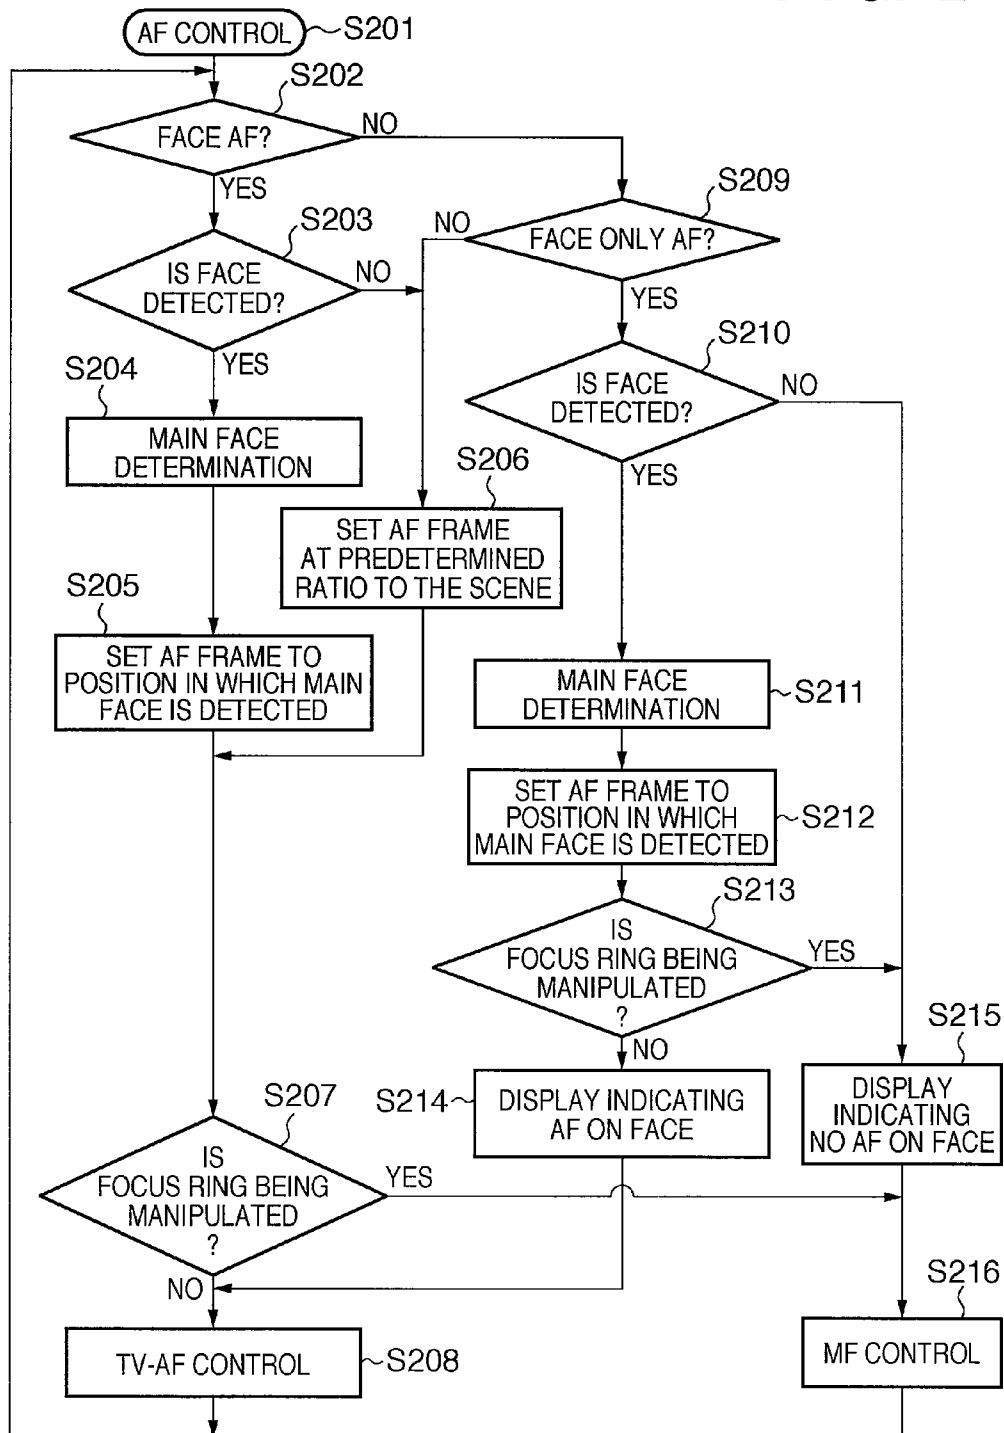 AF CONTROL
S201
S202
FACE AF?
NO
YES
S209
FACE ONLY AF?
NO
YES
S203
IS FACE
DETECTED?
NO
YES
S210
IS FACE
DETECTED?
NO
YES
S204
MAIN FACE
DETERMINATION
S206
SET AF FRAME
AT PREDETERMINED
RATIO TO THE SCENE
S205
SET AF FRAME TO
POSITION IN WHICH MAIN
FACE IS DETECTED
MAIN FACE
DETERMINATION
S211
SET AF FRAME TO
POSITION IN WHICH
MAIN FACE IS DETECTED
S212
S213
IS
FOCUS RING BEING
MANIPULATED
?
YES
NO
S214
DISPLAY INDICATING
AF ON FACE
S215
DISPLAY
INDICATING
NO AF ON FACE
S207
IS
FOCUS RING BEING
MANIPULATED
?
YES
NO
TV-AF CONTROL
S208
S216
MF CONTROL